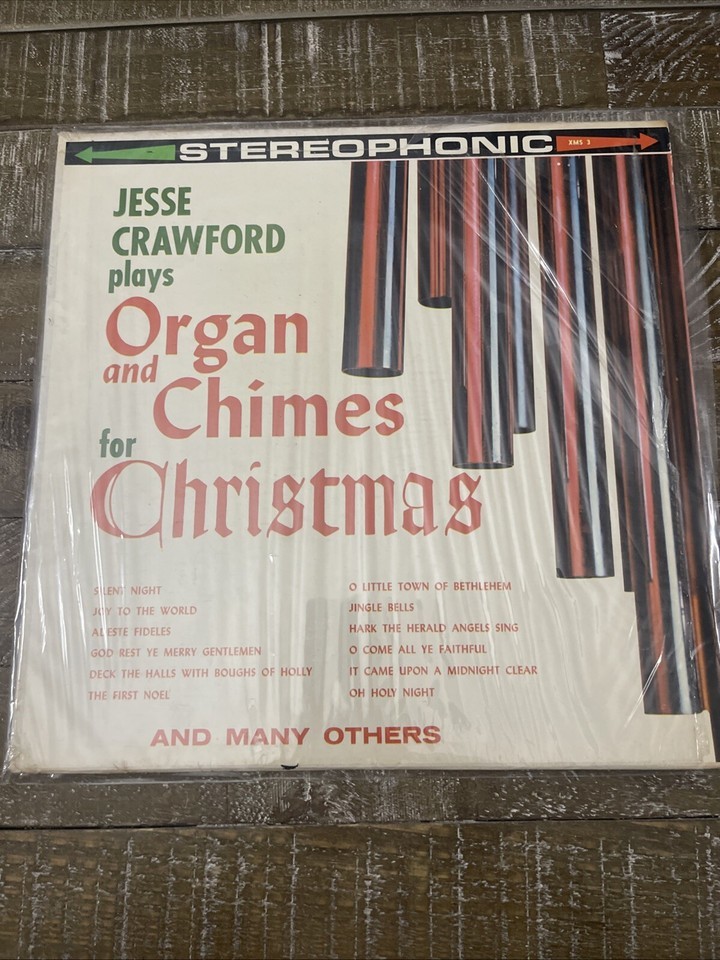 STEREOPHONIC
XMS 3
JESSE
CRAWFORD
plays
Organ
and
Chimes
for
Christmas
SILENT NIGHT
JOY TO THE WORLD
ADESTE FIDELES
GOD REST YE MERRY GENTLEMEN
DECK THE HALLS WITH BOUGHS OF HOLLY
THE FIRST NOEL
O LITTLE TOWN OF BETHLEHEM
JINGLE BELLS
HARK THE HERALD ANGELS SING
O COME ALL YE FAITHFUL
IT CAME UPON A MIDNIGHT CLEAR
OH HOLY NIGHT
AND MANY OTHERS